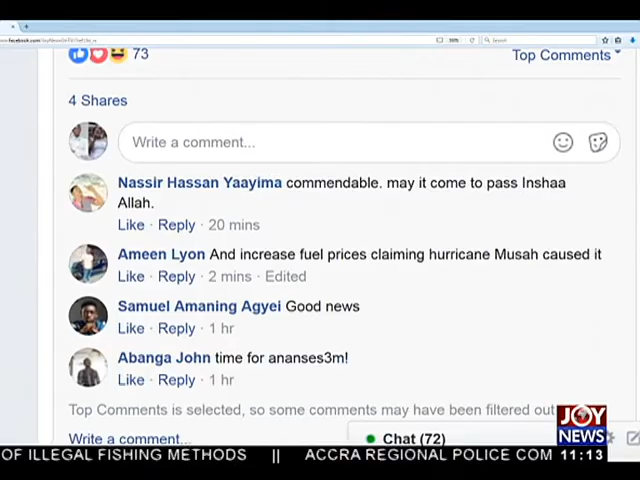 73
Top Comments
4 Shares
Write a comment...
Nassir Hassan Yaayima commendable. may it come to pass Inshaa
Allah.
Like · Reply · 20 mins
Ameen Lyon And increase fuel prices claiming hurricane Musah caused it
Like · Reply · 2 mins · Edited
Samuel Amaning Agyei Good news
Like · Reply · 1 hr
Abanga John time for ananses3m!
Like · Reply · 1 hr
Top Comments is selected, so some comments may have been filtered out
Write a comment...
Chat (72)
JOY
NEWS
OF ILLEGAL FISHING METHODS || ACCRA REGIONAL POLICE COM 11:13